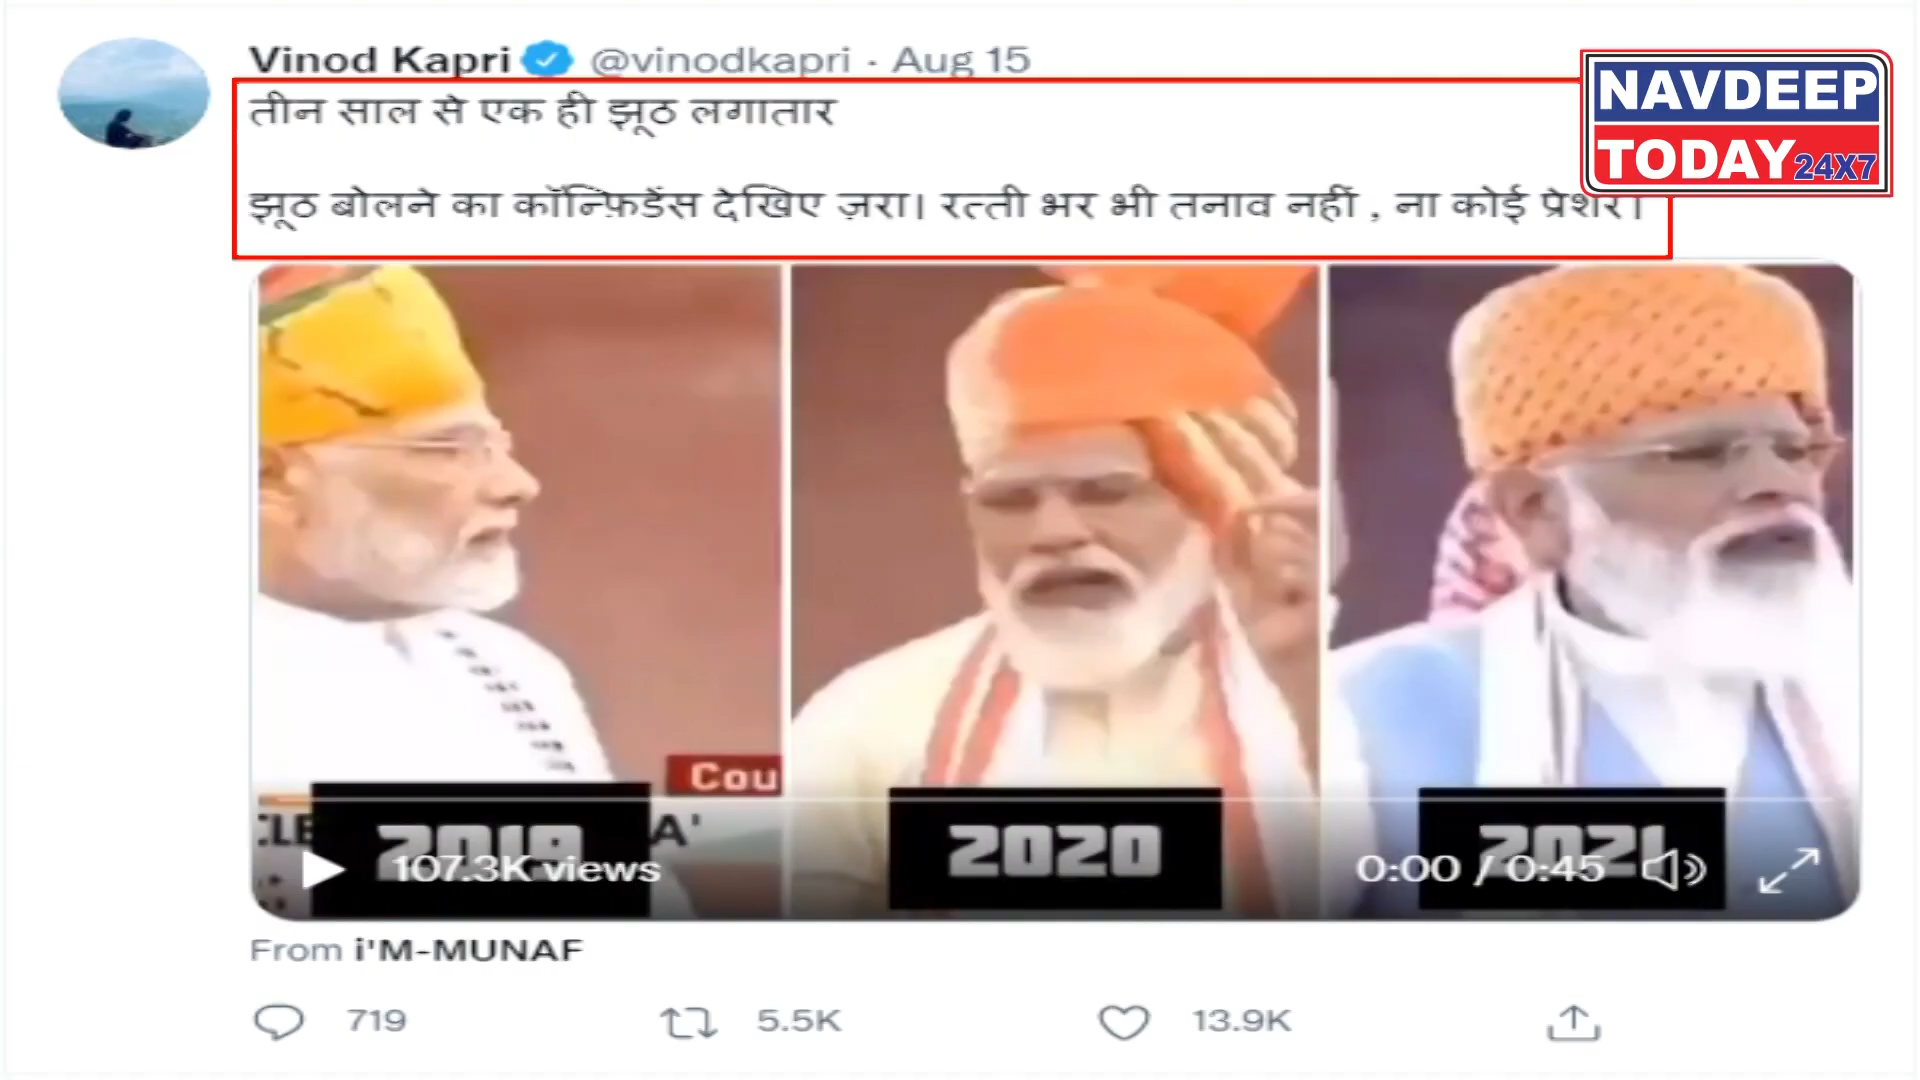 Vinod Kapri @vinodkapri · Aug 15
NAVDEEP
TODAY 24X7
तीन साल से एक ही झूठ लगातार
झूठ बोलने का कॉन्फ़िडेंस देखिए ज़रा। रत्ती भर भी तनाव नहीं , ना कोई प्रेशर।
Cou
A'
2019
2020
2021
107.3K views
0:00 / 0:45
From i'M-MUNAF
719
5.5K
13.9K